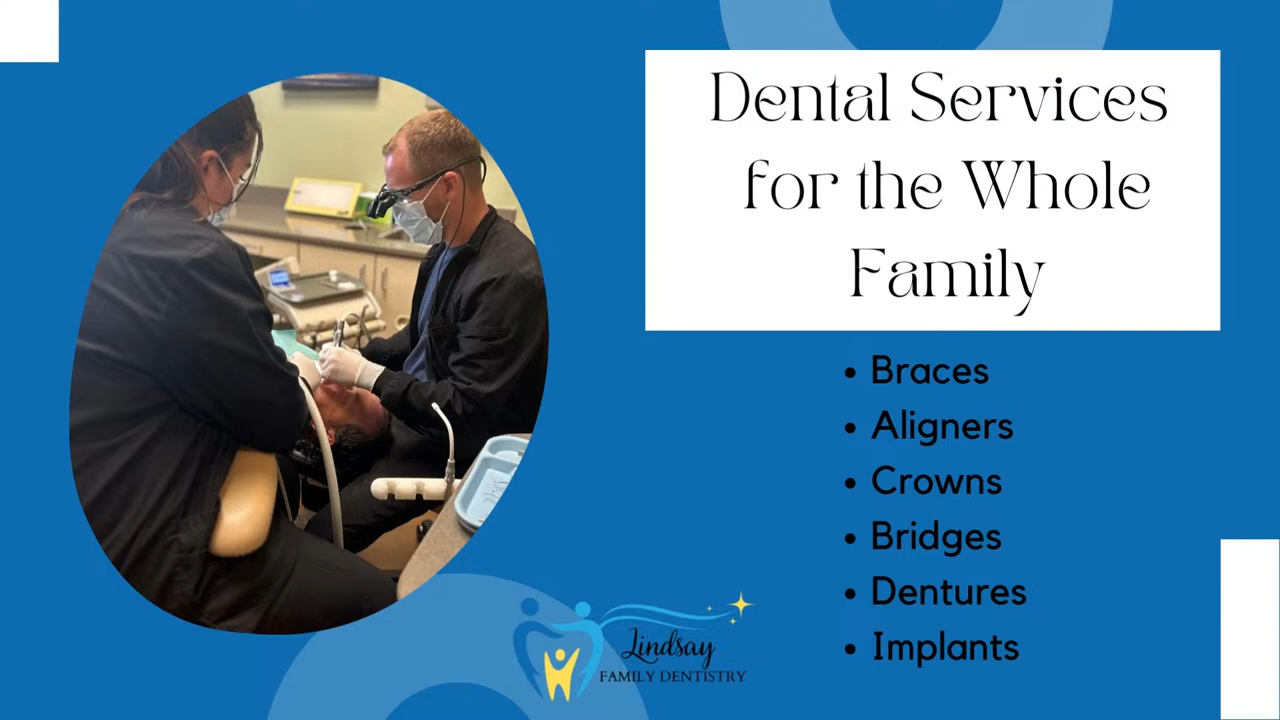 Dental Services
for the Whole
Family
• Braces
• Aligners
• Crowns
• Bridges
• Dentures
• Implants
Lindsay
FAMILY DENTISTRY